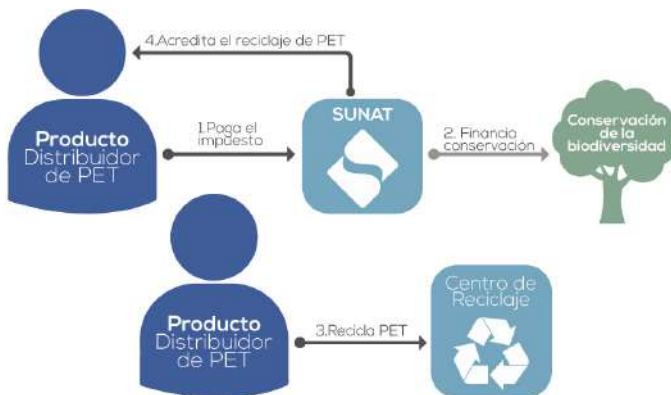 4.Acredita el reciclaje de PET
Producto
Distribuidor
de PET
1.Paga el
impuesto
SUNAT
2. Financia
conservación
Conservación
de la
biodiversidad
Producto
Distribuidor
de PET
3.Recicla PET
Centro de
Reciclaje